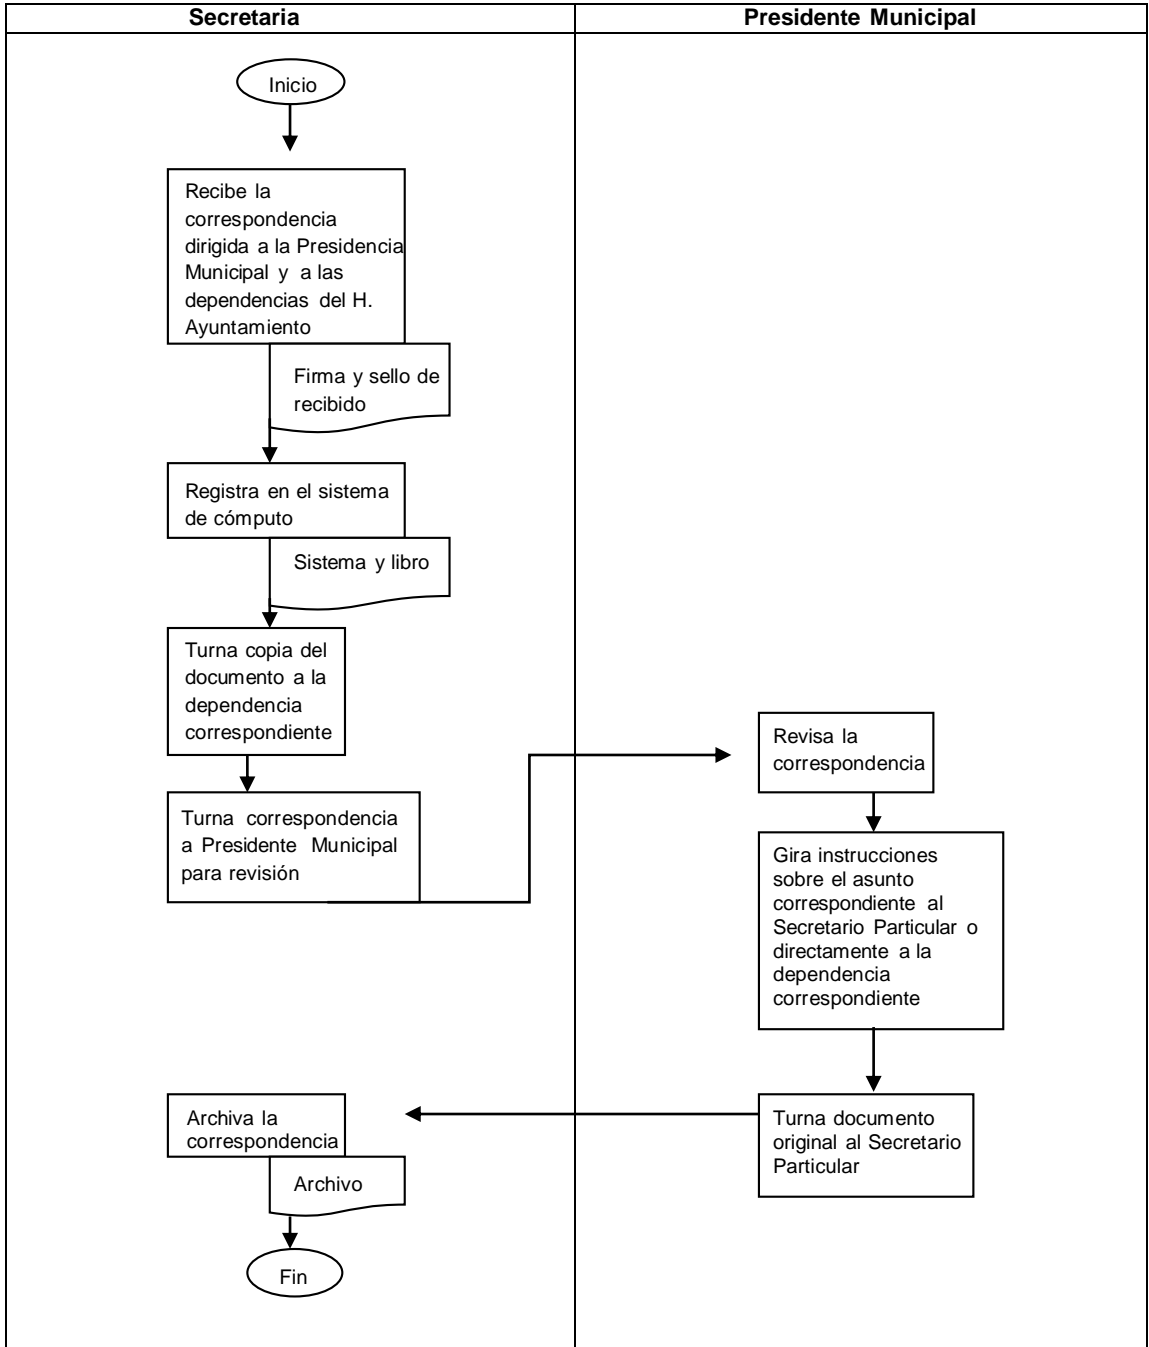 Secretaria
Presidente Municipal
Inicio
Recibe la
correspondencia
dirigida a la Presidencia
Municipal y a las
dependencias del H.
Ayuntamiento
Firma y sello de
recibido
Registra en el sistema
de cómputo
Sistema y libro
Turna copia del
documento a la
dependencia
correspondiente
Turna correspondencia
a Presidente Municipal
para revisión
Revisa la
correspondencia
Gira instrucciones
sobre el asunto
correspondiente al
Secretario Particular o
directamente a la
dependencia
correspondiente
Turna documento
original al Secretario
Particular
Archiva la
correspondencia
Archivo
Fin